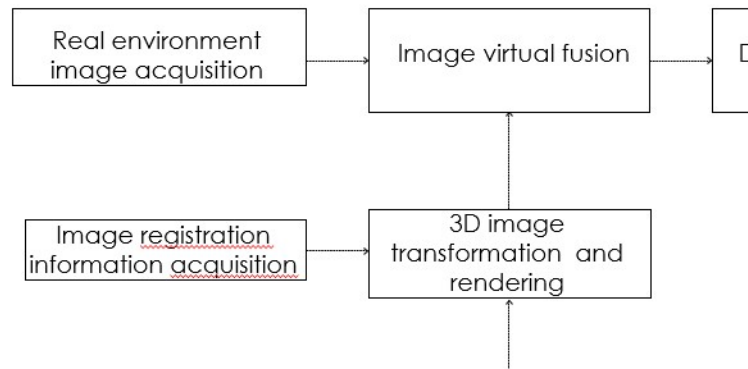 Real environment
image acquisition
Image virtual fusion
Image registration
information acquisition
3D image
transformation and
rendering